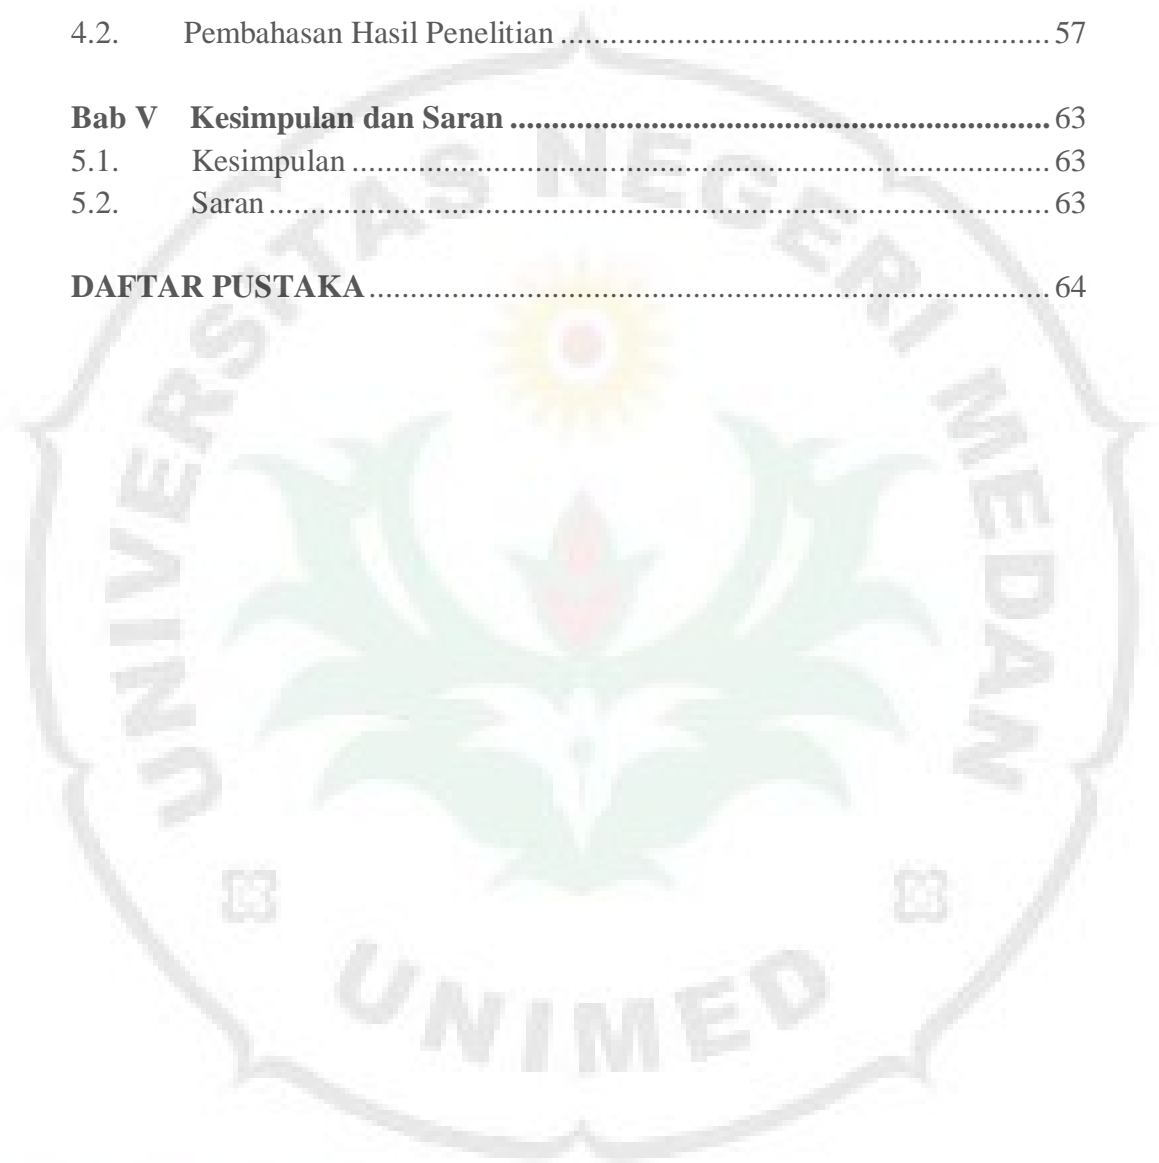 4.2. Pembahasan Hasil Penelitian ........................................................... 57
Bab V Kesimpulan dan Saran .................................................................. 63
5.1. Kesimpulan ..................................................................................... 63
5.2. Saran ............................................................................................... 63
DAFTAR PUSTAKA ................................................................................... 64
UNIVERSITAS NEGERI MEDAN
UNIMED